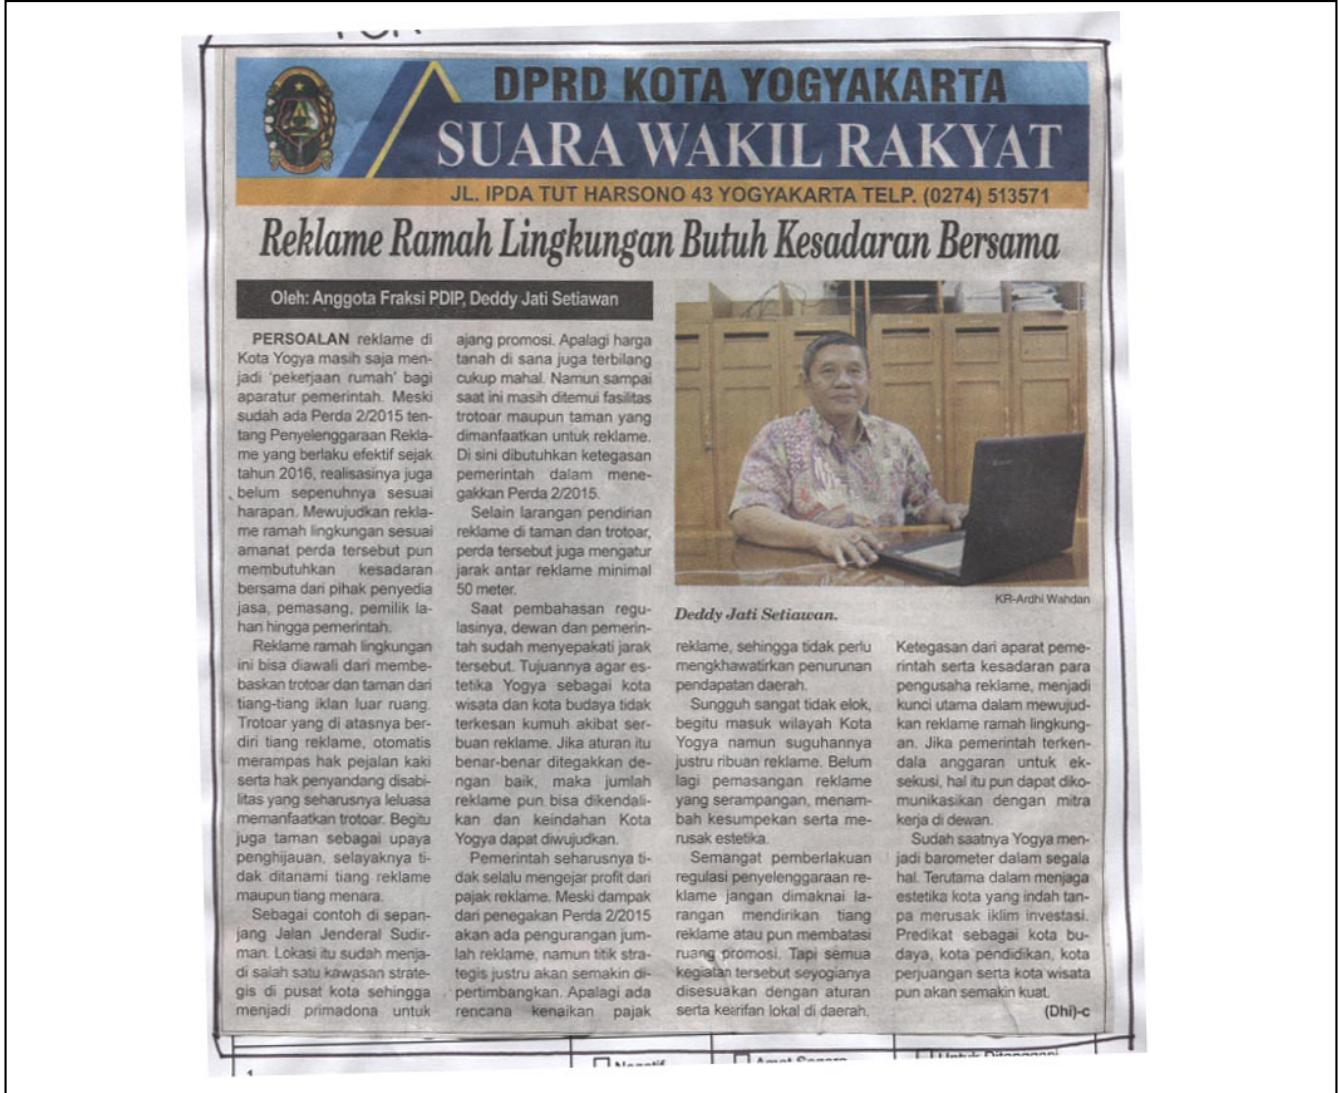 DPRD KOTA YOGYAKARTA
SUARA WAKIL RAKYAT
JL. IPDA TUT HARSONO 43 YOGYAKARTA TELP. (0274) 513571
Reklame Ramah Lingkungan Butuh Kesadaran Bersama
Oleh: Anggota Fraksi PDIP, Deddy Jati Setiawan
PERSOALAN reklame di
Kota Yogya masih saja men-
jadi 'pekerjaan rumah' bagi
aparatur pemerintah. Meski
sudah ada Perda 2/2015 ten-
tang Penyelenggaraan Rekla-
me yang berlaku efektif sejak
tahun 2016, realisasinya juga
belum sepenuhnya sesuai
harapan. Mewujudkan rekla-
me ramah lingkungan sesuai
amanat perda tersebut pun
membutuhkan kesadaran
bersama dari pihak penyedia
jasa, pemasang, pemilik la-
han hingga pemerintah.
Reklame ramah lingkungan
ini bisa diawali dari membe-
baskan trotoar dan taman dari
tiang-tiang iklan luar ruang.
Trotoar yang di atasnya ber-
diri tiang reklame, otomatis
merampas hak pejalan kaki
serta hak penyandang disabi-
litas yang seharusnya leluasa
memanfaatkan trotoar. Begitu
juga taman sebagai upaya
penghijauan, selayaknya ti-
dak ditanami tiang reklame
maupun tiang menara.
Sebagai contoh di sepan-
jang Jalan Jenderal Sudir-
man. Lokasi itu sudah menja-
di salah satu kawasan strate-
gis di pusat kota sehingga
menjadi primadona untuk
ajang promosi. Apalagi harga
tanah di sana juga terbilang
cukup mahal. Namun sampai
saat ini masih ditemui fasilitas
trotoar maupun taman yang
dimanfaatkan untuk reklame.
Di sini dibutuhkan ketegasan
pemerintah dalam mene-
gakkan Perda 2/2015.
Selain larangan pendirian
reklame di taman dan trotoar,
perda tersebut juga mengatur
jarak antar reklame minimal
50 meter.
Saat pembahasan regu-
lasinya, dewan dan pemerin-
tah sudah menyepakati jarak
tersebut. Tujuannya agar es-
tetika Yogya sebagai kota
wisata dan kota budaya tidak
terkesan kumuh akibat ser-
buan reklame. Jika aturan itu
benar-benar ditegakkan de-
ngan baik, maka jumlah
reklame pun bisa dikendali-
kan dan keindahan Kota
Yogya dapat diwujudkan.
Pemerintah seharusnya ti-
dak selalu mengejar profit dari
pajak reklame. Meski dampak
dari penegakan Perda 2/2015
akan ada pengurangan jum-
lah reklame, namun titik stra-
tegis justru akan semakin di-
pertimbangkan. Apalagi ada
rencana kenaikan pajak
KR-Ardhi Wahdan
Deddy Jati Setiawan.
reklame, sehingga tidak perlu
mengkhawatirkan penurunan
pendapatan daerah.
Sungguh sangat tidak elok,
begitu masuk wilayah Kota
Yogya namun suguhannya
justru ribuan reklame. Belum
lagi pemasangan reklame
yang serampangan, menam-
bah kesumpekan serta me-
rusak estetika.
Semangat pemberlakuan
regulasi penyelenggaraan re-
klame jangan dimaknai la-
rangan mendirikan tiang
reklame atau pun membatasi
ruang promosi. Tapi semua
kegiatan tersebut seyogianya
disesuakan dengan aturan
serta kearifan lokal di daerah.
Ketegasan dari aparat peme-
rintah serta kesadaran para
pengusaha reklame, menjadi
kunci utama dalam mewujud-
kan reklame ramah lingkung-
an. Jika pemerintah terken-
dala anggaran untuk ek-
sekusi, hal itu pun dapat diko-
munikasikan dengan mitra
kerja di dewan.
Sudah saatnya Yogya men-
jadi barometer dalam segala
hal. Terutama dalam menjaga
estetika kota yang indah tan-
pa merusak iklim investasi.
Predikat sebagai kota bu-
daya, kota pendidikan, kota
perjuangan serta kota wisata
pun akan semakin kuat.
(Dhi)-c